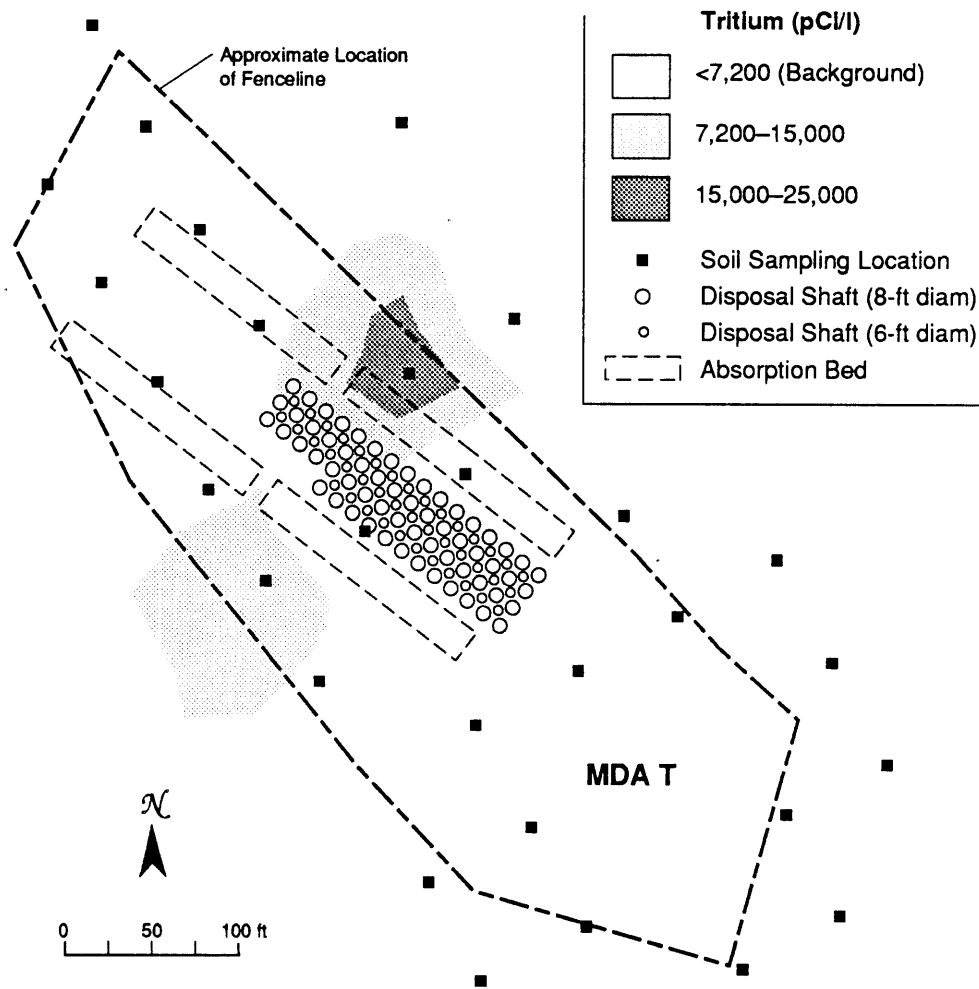 Approximate Location
of Fenceline
Tritium (pCi/l)
<7,200 (Background)
7,200–15,000
15,000–25,000
Soil Sampling Location
Disposal Shaft (8-ft diam)
Disposal Shaft (6-ft diam)
Absorption Bed
MDA T
N
0 50 100 ft